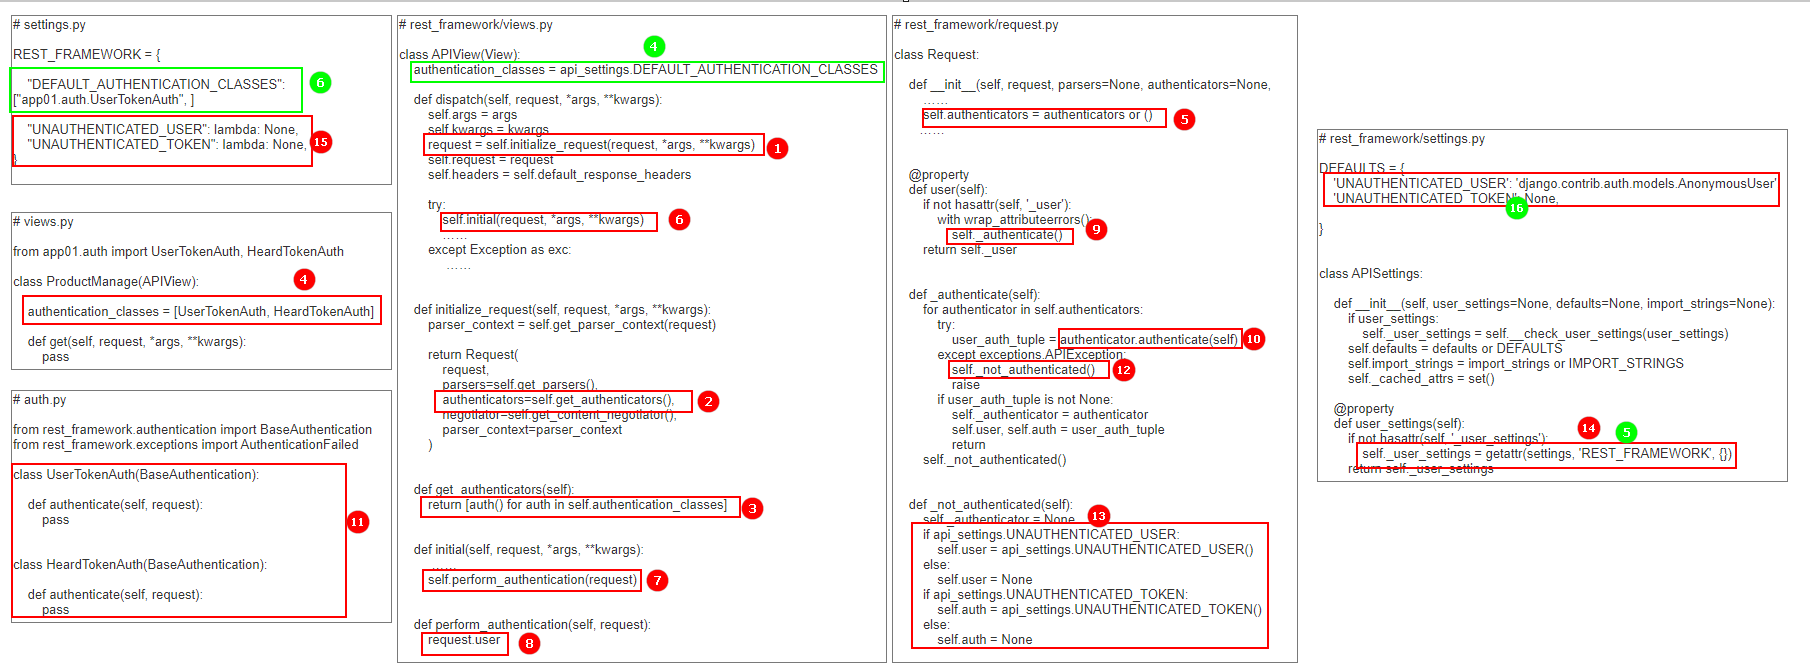 # settings.py
REST_FRAMEWORK = {
"DEFAULT_AUTHENTICATION_CLASSES":
["app01.auth.UserTokenAuth", ]
6
"UNAUTHENTICATED_USER": lambda: None,
"UNAUTHENTICATED_TOKEN": lambda: None,
15
}
# views.py
from app01.auth import UserTokenAuth, HeardTokenAuth
class ProductManage(APIView):
4
authentication_classes = [UserTokenAuth, HeardTokenAuth]
def get(self, request, *args, **kwargs):
pass
# auth.py
from rest_framework.authentication import BaseAuthentication
from rest_framework.exceptions import AuthenticationFailed
class UserTokenAuth(BaseAuthentication):
def authenticate(self, request):
pass
11
class HeardTokenAuth(BaseAuthentication):
def authenticate(self, request):
pass
# rest_framework/views.py
4
class APIView(View):
authentication_classes = api_settings.DEFAULT_AUTHENTICATION_CLASSES
def dispatch(self, request, *args, **kwargs):
self.args = args
self.kwargs = kwargs
request = self.initialize_request(request, *args, **kwargs)
1
self.request = request
self.headers = self.default_response_headers
try:
self.initial(request, *args, **kwargs)
6
……
except Exception as exc:
……
def initialize_request(self, request, *args, **kwargs):
parser_context = self.get_parser_context(request)
return Request(
request,
parsers=self.get_parsers(),
authenticators=self.get_authenticators(),
2
negotiator=self.get_content_negotiator(),
parser_context=parser_context
)
def get_authenticators(self):
return [auth() for auth in self.authentication_classes]
3
def initial(self, request, *args, **kwargs):
……
self.perform_authentication(request)
7
def perform_authentication(self, request):
request.user
8
# rest_framework/request.py
class Request:
def __init__(self, request, parsers=None, authenticators=None,
……
self.authenticators = authenticators or ()
5
……
@property
def user(self):
if not hasattr(self, '_user'):
with wrap_attributeerrors():
self._authenticate()
9
return self._user
def _authenticate(self):
for authenticator in self.authenticators:
try:
user_auth_tuple = authenticator.authenticate(self)
10
except exceptions.APIException:
self._not_authenticated()
12
raise
if user_auth_tuple is not None:
self._authenticator = authenticator
self.user, self.auth = user_auth_tuple
return
self._not_authenticated()
def _not_authenticated(self):
self._authenticator = None
13
if api_settings.UNAUTHENTICATED_USER:
self.user = api_settings.UNAUTHENTICATED_USER()
else:
self.user = None
if api_settings.UNAUTHENTICATED_TOKEN:
self.auth = api_settings.UNAUTHENTICATED_TOKEN()
else:
self.auth = None
# rest_framework/settings.py
DEFAULTS = {
'UNAUTHENTICATED_USER': 'django.contrib.auth.models.AnonymousUser'
'UNAUTHENTICATED_TOKEN': None,
16
}
class APISettings:
def __init__(self, user_settings=None, defaults=None, import_strings=None):
if user_settings:
self._user_settings = self.__check_user_settings(user_settings)
self.defaults = defaults or DEFAULTS
self.import_strings = import_strings or IMPORT_STRINGS
self._cached_attrs = set()
@property
def user_settings(self):
14
5
if not hasattr(self, '_user_settings'):
self._user_settings = getattr(settings, 'REST_FRAMEWORK', {})
return self._user_settings